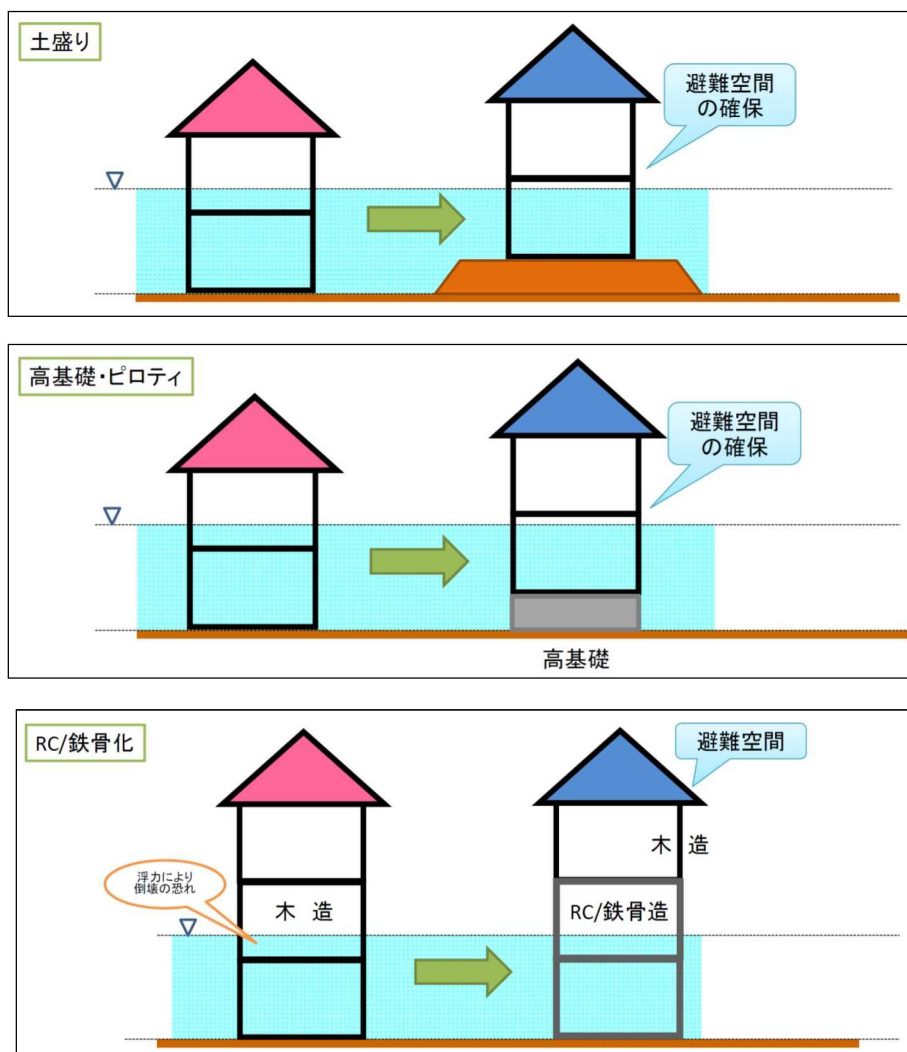 土盛り
避難空間
の確保
高基礎・ピロティ
避難空間
の確保
高基礎
RC/鉄骨化
避難空間
木 造
浮力により
倒壊の恐れ
木 造
RC/鉄骨造